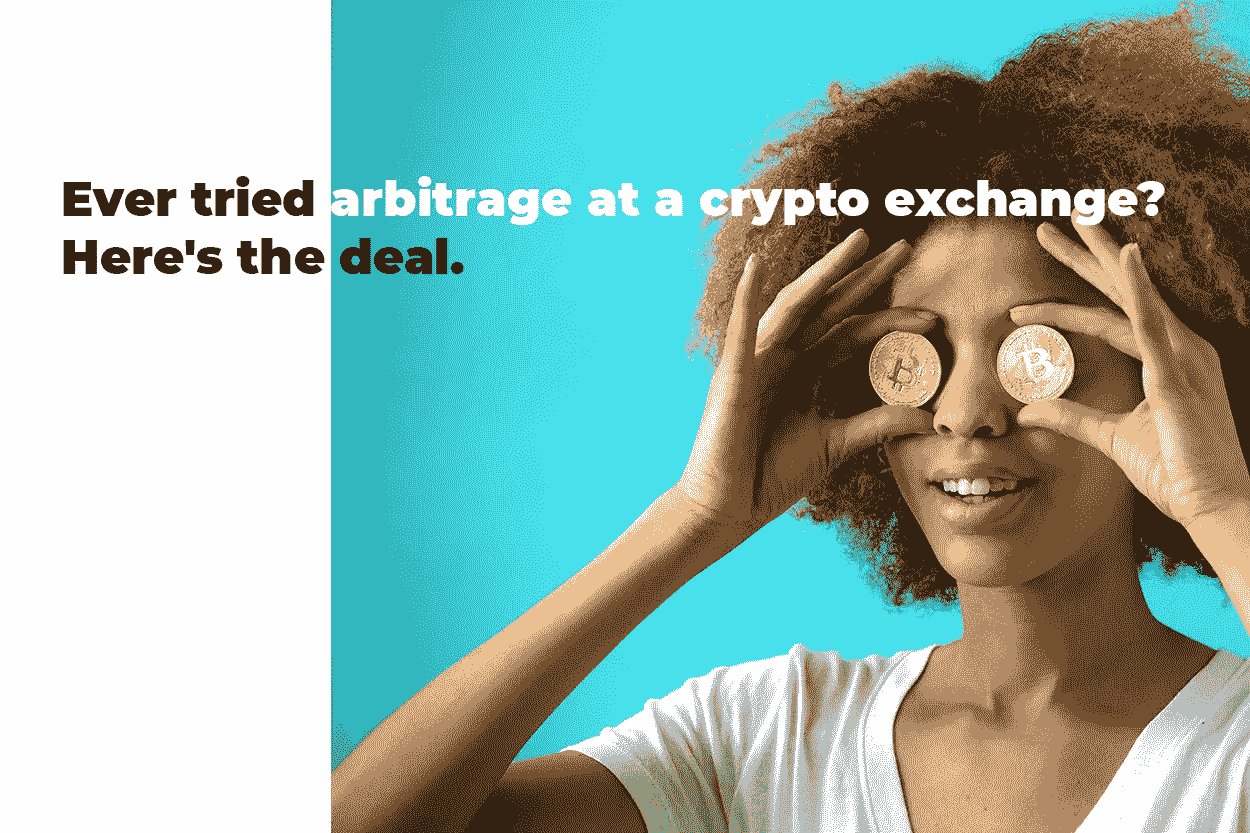 Ever tried arbitrage at a crypto exchange?
Here's the deal.